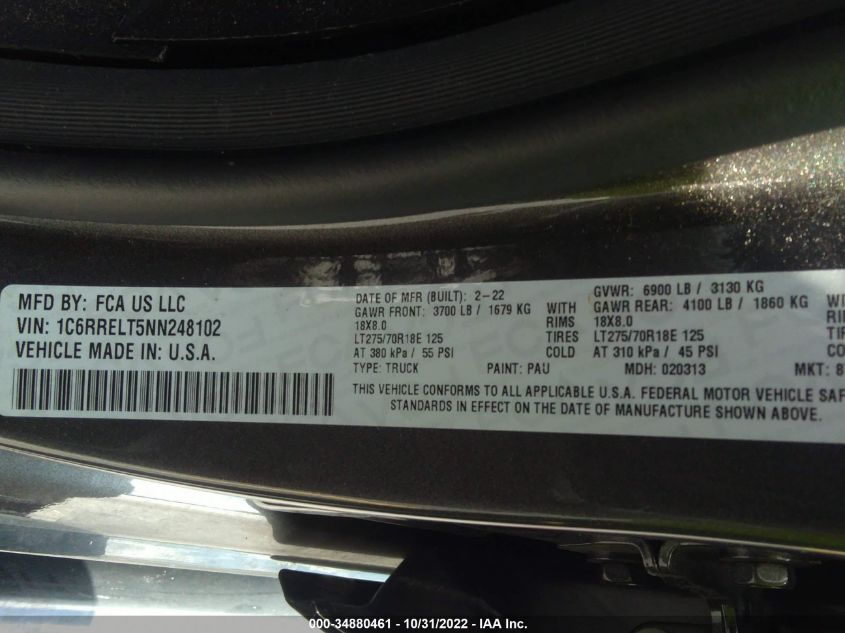 MFD BY: FCA US LLC
VIN: 1C6RRELT5NN248102
VEHICLE MADE IN: U.S.A.
DATE OF MFR (BUILT): 2-22
GAWR FRONT: 3700 LB / 1679 KG WITH
18X8.0 RIMS
LT275/70R18E 125 TIRES
AT 380 kPa / 55 PSI COLD
GVWR: 6900 LB / 3130 KG
GAWR REAR: 4100 LB / 1860 KG
18X8.0
LT275/70R18E 125
AT 310 kPa / 45 PSI
TYPE: TRUCK PAINT: PAU MDH: 020313 MKT:
THIS VEHICLE CONFORMS TO ALL APPLICABLE U.S.A. FEDERAL MOTOR VEHICLE SAF
STANDARDS IN EFFECT ON THE DATE OF MANUFACTURE SHOWN ABOVE.
000-34880461 - 10/31/2022 - IAA Inc.